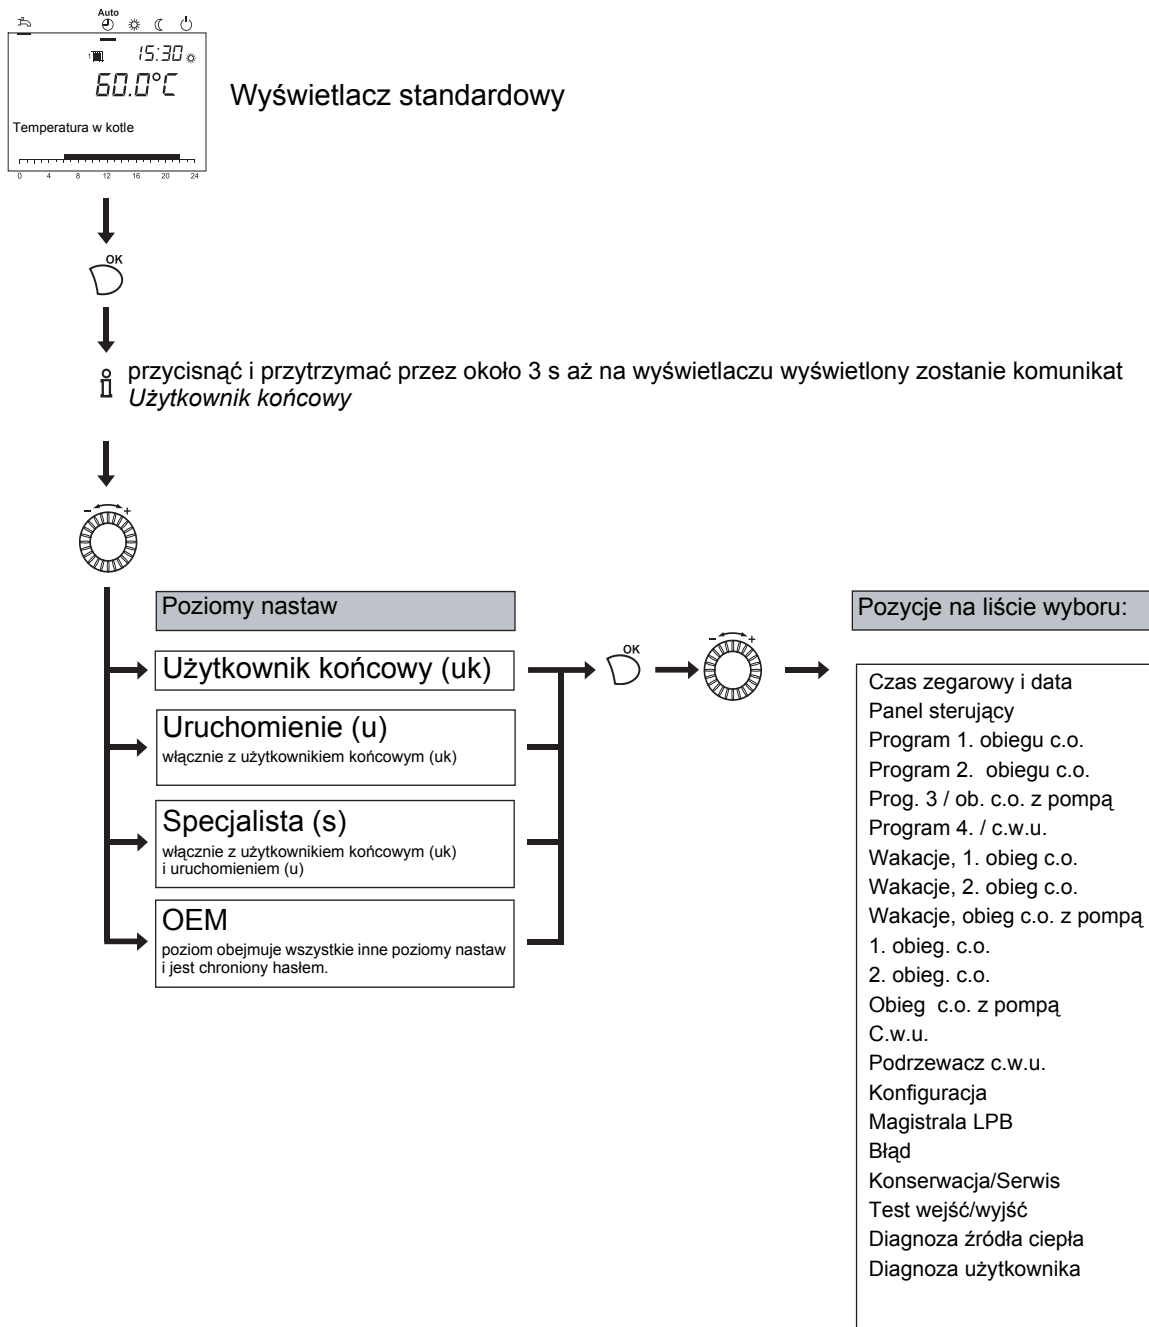 Auto
15:30
1
60.0°C
Wyświetlacz standardowy
Temperatura w kotle
0 4 8 12 16 20 24
OK
przycisnąć i przytrzymać przez około 3 s aż na wyświetlaczu wyświetlony zostanie komunikat
Użytkownik końcowy
- +
Poziomy nastaw
Użytkownik końcowy (uk)
Uruchomienie (u)
włącznie z użytkownikiem końcowym (uk)
Specjalista (s)
włącznie z użytkownikiem końcowym (uk)
i uruchomieniem (u)
OEM
poziom obejmuje wszystkie inne poziomy nastaw
i jest chroniony hasłem.
OK
- +
Pozycje na liście wyboru:
Czas zegarowy i data
Panel sterujący
Program 1. obiegu c.o.
Program 2. obiegu c.o.
Prog. 3 / ob. c.o. z pompą
Program 4. / c.w.u.
Wakacje, 1. obieg c.o.
Wakacje, 2. obieg c.o.
Wakacje, obieg c.o. z pompą
1. obieg. c.o.
2. obieg. c.o.
Obieg c.o. z pompą
C.w.u.
Podrzewacz c.w.u.
Konfiguracja
Magistrala LPB
Błąd
Konserwacja/Serwis
Test wejść/wyjść
Diagnoza źródła ciepła
Diagnoza użytkownika